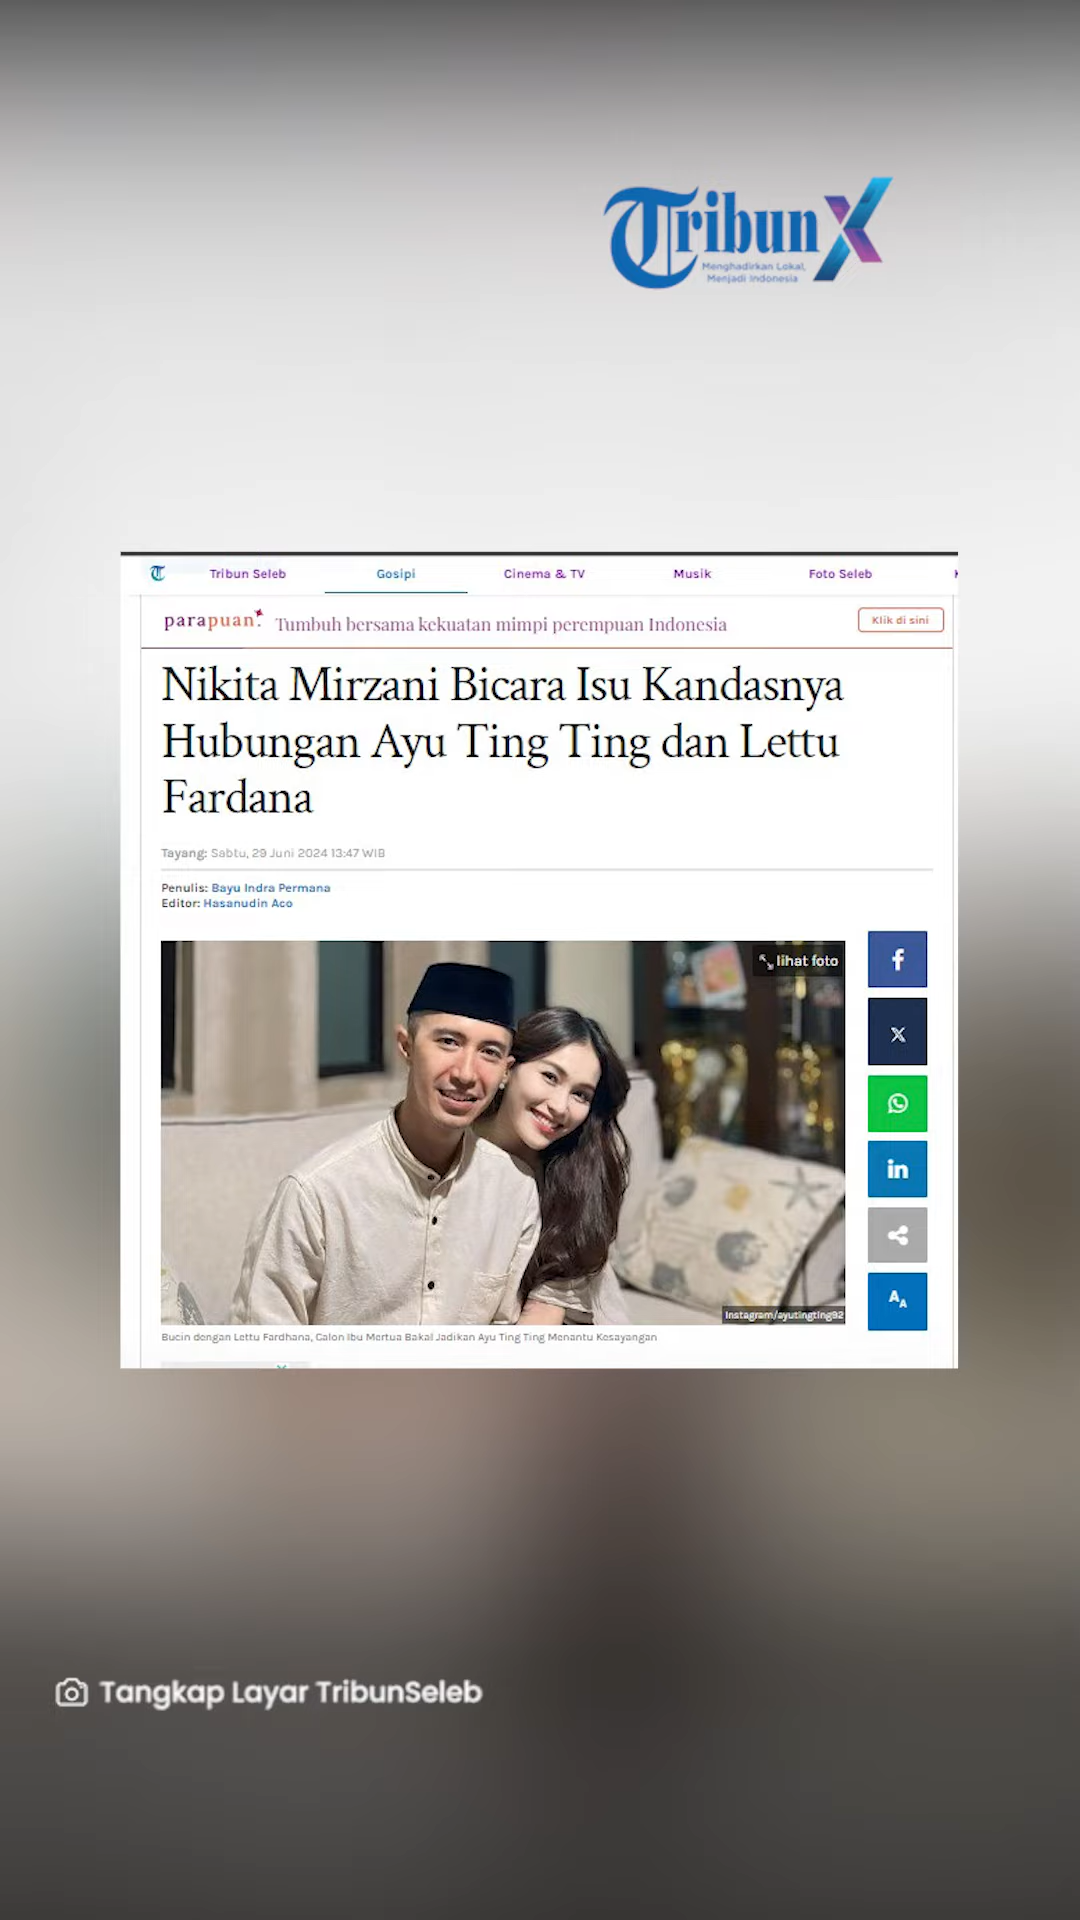 Tribun X
Menghadirkan Lokal,
Menjadi Indonesia
Tribun Seleb Gosipi Cinema & TV Musik Foto Seleb
parapuan. Tumbuh bersama kekuatan mimpi perempuan Indonesia Klik di sini
Nikita Mirzani Bicara Isu Kandasnya
Hubungan Ayu Ting Ting dan Lettu
Fardana
Tayang: Sabtu, 29 Juni 2024 13:47 WIB
Penulis: Bayu Indra Permana
Editor: Hasanudin Aco
lihat foto
Instagram/ayutingting92
Bucin dengan Lettu Fardhana, Calon Ibu Mertua Bakal Jadikan Ayu Ting Ting Menantu Kesayangan
Tangkap Layar TribunSeleb